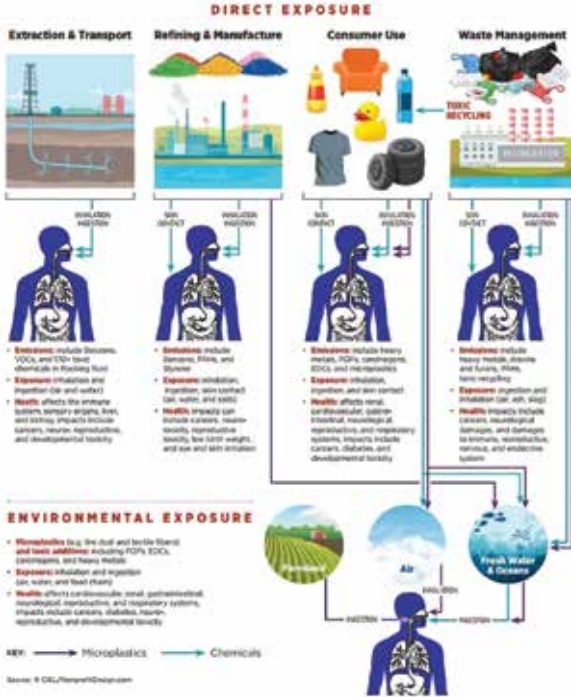 DIRECT EXPOSURE
Extraction & Transport
Refining & Manufacture
Consumer Use
Waste Management
TOXIC
RECYCLING
INCINERATOR
INHALATION
INGESTION
SKIN
CONTACT
INHALATION
INGESTION
SKIN
CONTACT
INHALATION
INGESTION
SKIN
CONTACT
INHALATION
INGESTION
• Emissions: include Benzene,
VOCs, and 170+ toxic
chemicals in fracking fluid
• Exposure: inhalation and
ingestion (air and water)
• Health: affects the immune
system, sensory organs, liver,
and kidney, impacts include
cancers, neuro-, reproductive,
and developmental toxicity
• Emissions: include
Benzene, PAHs, and
Styrene
• Exposure: inhalation,
ingestion, skin contact
(air, water, and soils)
• Health: impacts can
include cancers, neuro-
toxicity, reproductive
toxicity, low birth weight,
and eye and skin irritation
• Emissions: include heavy
metals, POPs, carcinogens,
EDCs, and microplastics
• Exposure: inhalation,
ingestion, and skin contact
• Health: affects renal,
cardiovascular, gastro-
intestinal, neurological,
reproductive, and respiratory
systems; impacts include
cancers, diabetes, and
developmental toxicity
• Emissions: include
heavy metals, dioxins
and furans, PAHs,
toxic recycling
• Exposure: ingestion and
inhalation (air, ash, slag)
• Health: impacts include
cancers, neurological
damages, and damages
to immune, reproductive,
nervous, and endocrine
system
ENVIRONMENTAL EXPOSURE
• Microplastics (e.g. tire dust and textile fibers)
and toxic additives: including POPs, EDCs,
carcinogens, and heavy metals
• Exposure: inhalation and ingestion
(air, water, and food chain)
• Health: affects cardiovascular, renal, gastrointestinal,
neurological, reproductive, and respiratory systems,
impacts include cancers, diabetes, neuro-,
reproductive, and developmental toxicity
Farmland
Air
Fresh Water
& Oceans
INHALATION
INGESTION
INGESTION
KEY:
Microplastics
Chemicals
Source: © CIEL/NonprofitDesign.com